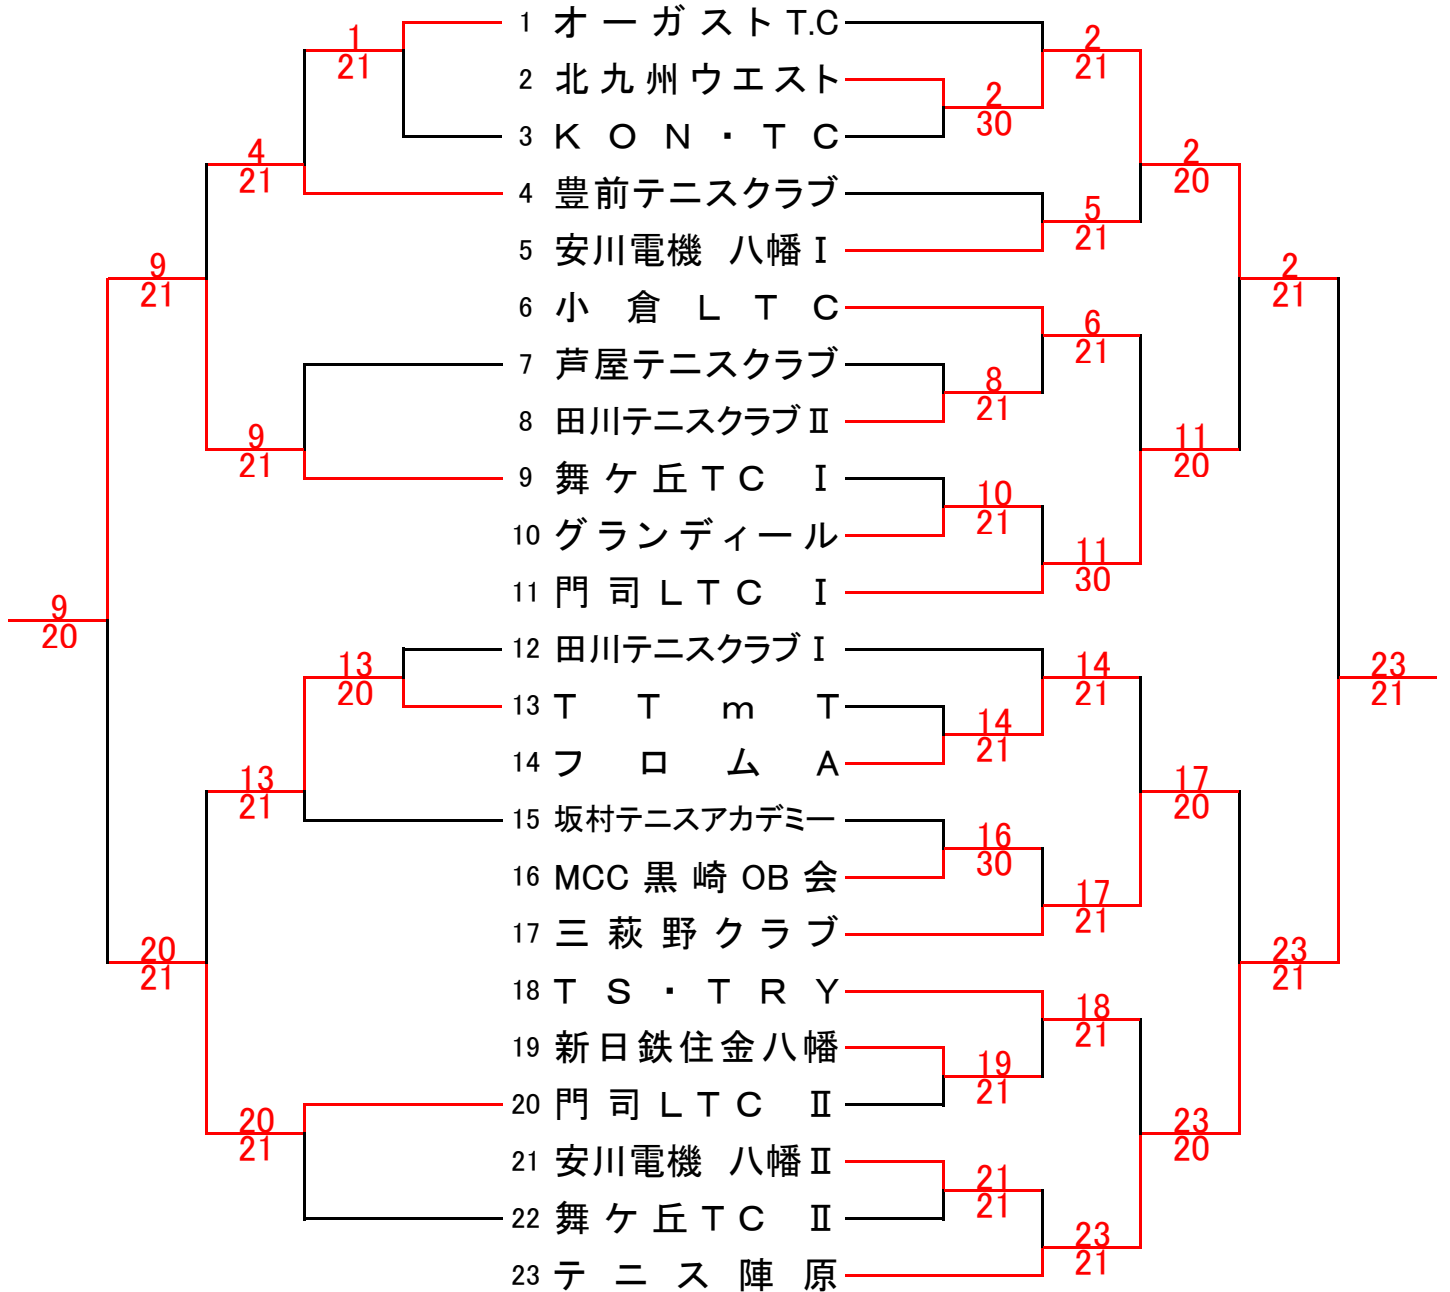 1 オーガストT.C
2 北九州ウエスト
3 KON・TC
4 豊前テニスクラブ
5 安川電機 八幡Ⅰ
6 小倉LTC
7 芦屋テニスクラブ
8 田川テニスクラブⅡ
9 舞ケ丘TC Ⅰ
10 グランディール
11 門司LTC Ⅰ
12 田川テニスクラブⅠ
13 TTmT
14 フロムA
15 坂村テニスアカデミー
16 MCC黒崎OB会
17 三萩野クラブ
18 TS・TRY
19 新日鉄住金八幡
20 門司LTC Ⅱ
21 安川電機 八幡Ⅱ
22 舞ケ丘TC Ⅱ
23 テニス陣原
1
21
4
21
9
21
9
21
9
20
13
20
13
21
20
21
20
21
2
21
2
30
2
20
5
21
2
21
6
21
8
21
11
20
10
21
11
30
23
21
14
21
14
21
17
20
16
30
17
21
23
21
18
21
19
21
23
20
21
21
23
21